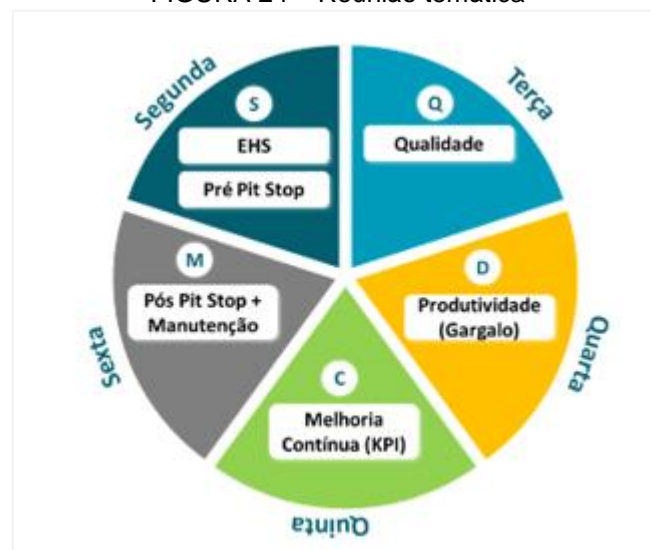 FIGURA 24 – Reunião temática
Segunda
S
EHS
Pré Pit Stop
Terça
Q
Qualidade
Quarta
D
Produtividade
(Gargalo)
Quinta
C
Melhoria
Contínua (KPI)
Sexta
M
Pós Pit Stop +
Manutenção